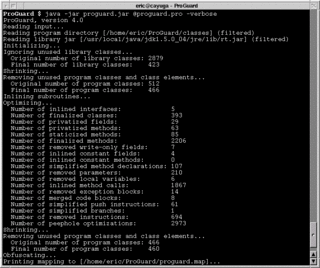 eric@cayuga - ProGuard
ProGuard $ java -jar proguard.jar @proguard.pro -verbose
ProGuard, version 4.0
Reading input...
Reading program directory [/home/eric/ProGuard/classes] (filtered)
Reading library jar [/usr/local/java/jdk1.5.0_04/jre/lib/rt.jar] (filtered)
Initializing...
Ignoring unused library classes...
Original number of library classes: 2879
Final number of library classes: 423
Shrinking...
Removing unused program classes and class elements...
Original number of program classes: 512
Final number of program classes: 466
Inlining subroutines...
Optimizing...
Number of inlined interfaces: 5
Number of finalized classes: 393
Number of privatized fields: 29
Number of privatized methods: 63
Number of staticized methods: 85
Number of finalized methods: 2206
Number of removed write-only fields: 7
Number of inlined constant fields: 4
Number of inlined constants: 0
Number of simplified method declarations: 107
Number of removed parameters: 210
Number of removed local variables: 6
Number of inlined method calls: 1867
Number of removed exception blocks: 14
Number of merged code blocks: 8
Number of simplified push instructions: 61
Number of simplified branches: 1
Number of removed instructions: 694
Number of peephole optimizations: 2973
Shrinking...
Removing unused program classes and class elements...
Original number of program classes: 466
Final number of program classes: 460
Obfuscating...
Printing mapping to [/home/eric/ProGuard/proguard.map]...